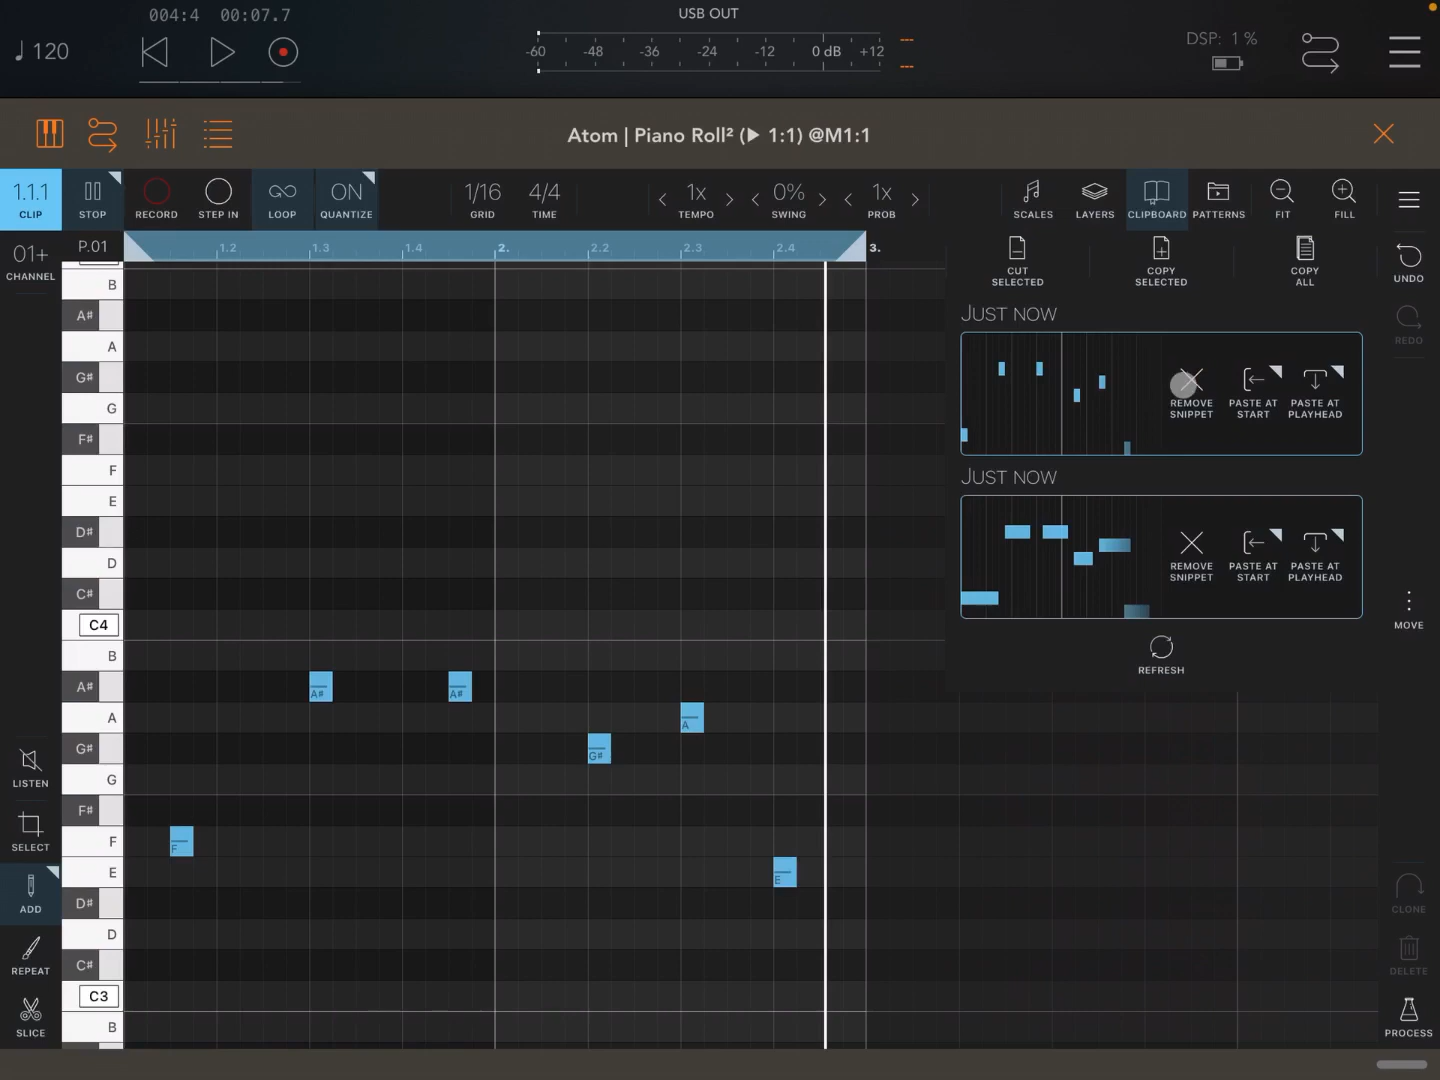 004:4 00:07.7
USB OUT
120
-60 -48 -36 -24 -12 0 dB +12
---
---
DSP: 1 %
Atom | Piano Roll² (▶ 1:1) @M1:1
1.1.1
CLIP
STOP
RECORD
STEP IN
LOOP
ON
QUANTIZE
1/16
GRID
4/4
TIME
1x
TEMPO
0%
SWING
1x
PROB
SCALES
LAYERS
CLIPBOARD
PATTERNS
FIT
FILL
01+
CHANNEL
P.01
1.2 1.3 1.4 2. 2.2 2.3 2.4 3.
CUT
SELECTED
COPY
SELECTED
COPY
ALL
UNDO
REDO
JUST NOW
REMOVE
SNIPPET
PASTE AT
START
PASTE AT
PLAYHEAD
JUST NOW
REMOVE
SNIPPET
PASTE AT
START
PASTE AT
PLAYHEAD
REFRESH
MOVE
B
A#
A
G#
G
F#
F
E
D#
D
C#
C4
B
A#
A
G#
G
F#
F
E
D#
D
C#
C3
B
A#
A#
A
G#
F
E
LISTEN
SELECT
ADD
REPEAT
SLICE
CLONE
DELETE
PROCESS